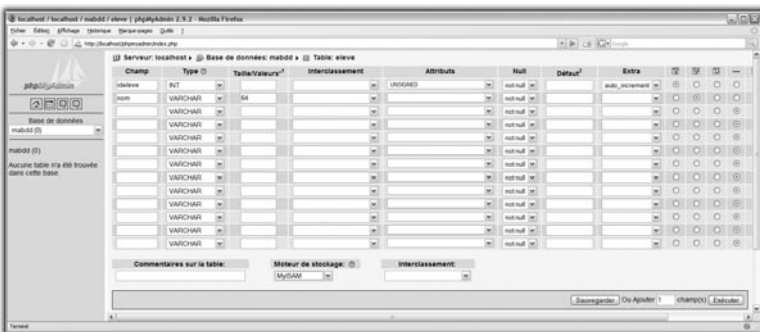 localhost / localhost / mabdd / eleve | phpMyAdmin 2.9.2 - Mozilla Firefox
Fichier Édition Affichage Historique Marque-pages Outils ?
http://localhost/phpmyadmin/index.php
Google
phpMyAdmin
Base de données
mabdd (0)
mabdd (0)
Aucune table n'a été trouvée
dans cette base.
Serveur: localhost ▸ Base de données: mabdd ▸ Table: eleve
Champ Type Taille/Valeurs*1 Interclassement Attributs Null Défaut2 Extra ---
ideleve INT UNSIGNED not null auto_increment
nom VARCHAR 64 not null
VARCHAR not null
VARCHAR not null
VARCHAR not null
VARCHAR not null
VARCHAR not null
VARCHAR not null
VARCHAR not null
VARCHAR not null
VARCHAR not null
VARCHAR not null
VARCHAR not null
Commentaires sur la table: Moteur de stockage: Interclassement:
MyISAM
Sauvegarder Ou Ajouter 1 champ(s) Exécuter
Terminé